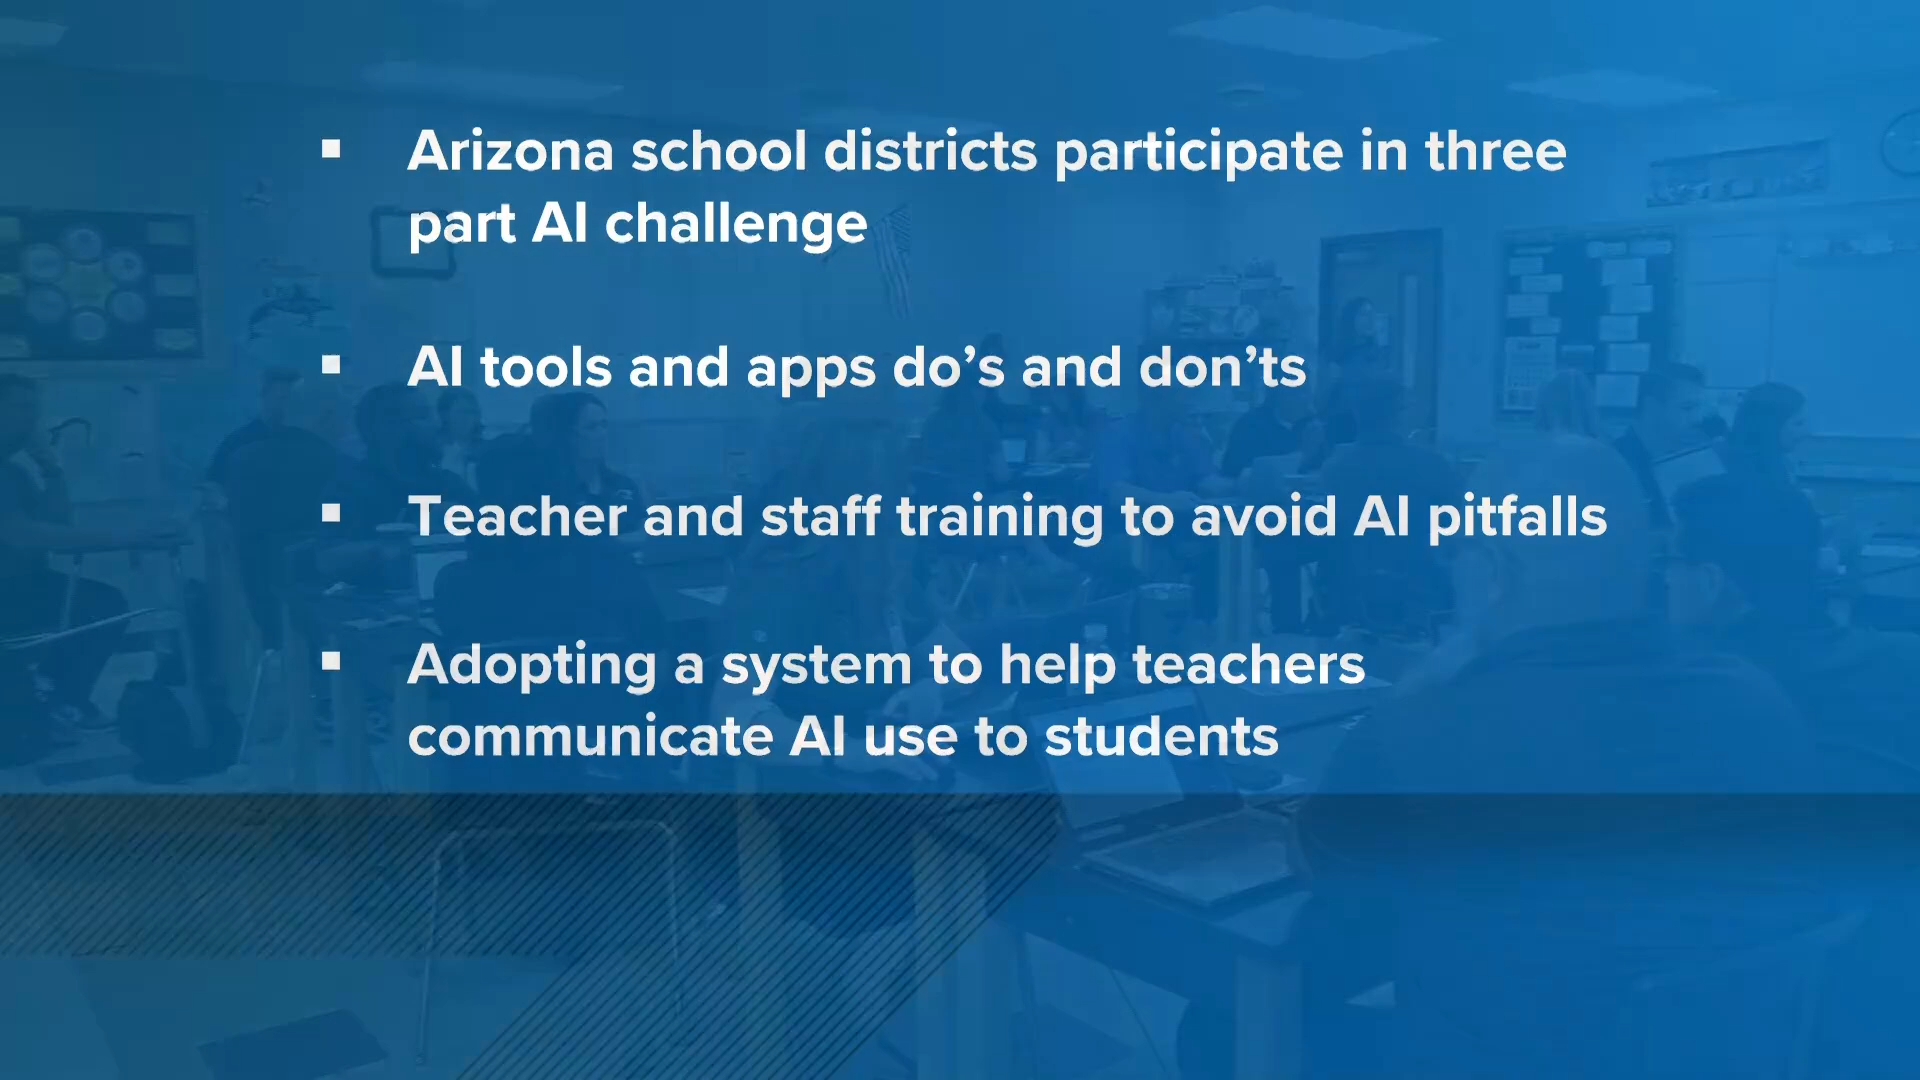 ▪ Arizona school districts participate in three
part AI challenge
▪ AI tools and apps do’s and don’ts
▪ Teacher and staff training to avoid AI pitfalls
▪ Adopting a system to help teachers
communicate AI use to students